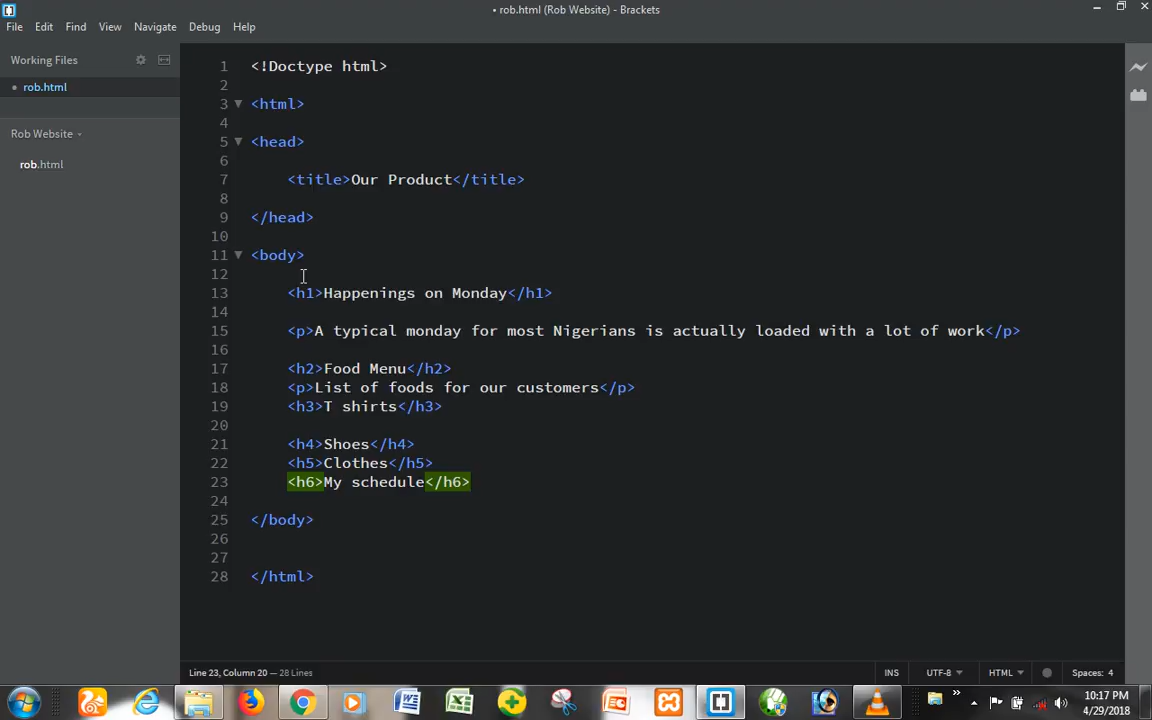 • rob.html (Rob Website) - Brackets
File Edit Find View Navigate Debug Help
Working Files
• rob.html
Rob Website
rob.html
1 <!Doctype html>
2
3 <html>
4
5 <head>
6
7 <title>Our Product</title>
8
9 </head>
10
11 <body>
12
13 <h1>Happenings on Monday</h1>
14
15 <p>A typical monday for most Nigerians is actually loaded with a lot of work</p>
16
17 <h2>Food Menu</h2>
18 <p>List of foods for our customers</p>
19 <h3>T shirts</h3>
20
21 <h4>Shoes</h4>
22 <h5>Clothes</h5>
23 <h6>My schedule</h6>
24
25 </body>
26
27
28 </html>
Line 23, Column 20 — 28 Lines
INS UTF-8 HTML Spaces: 4
10:17 PM
4/29/2018